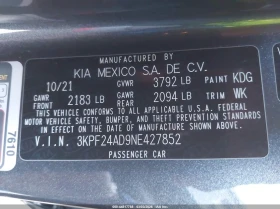 MANUFACTURED BY
KIA MEXICO S.A. DE C.V.
10/21 GVWR 3792 LB PAINT KDG
GAWR FRONT 2183 LB GAWR REAR 2094 LB TRIM WK
THIS VEHICLE CONFORMS TO ALL APPLICABLE U.S. FEDERAL
MOTOR VEHICLE SAFETY, BUMPER, AND THEFT PREVENTION
STANDARDS IN EFFECT ON THE DATE OF MANUFACTURE
SHOWN ABOVE.
V.I.N. 3KPF24AD9NE427852
PASSENGER CAR
7610